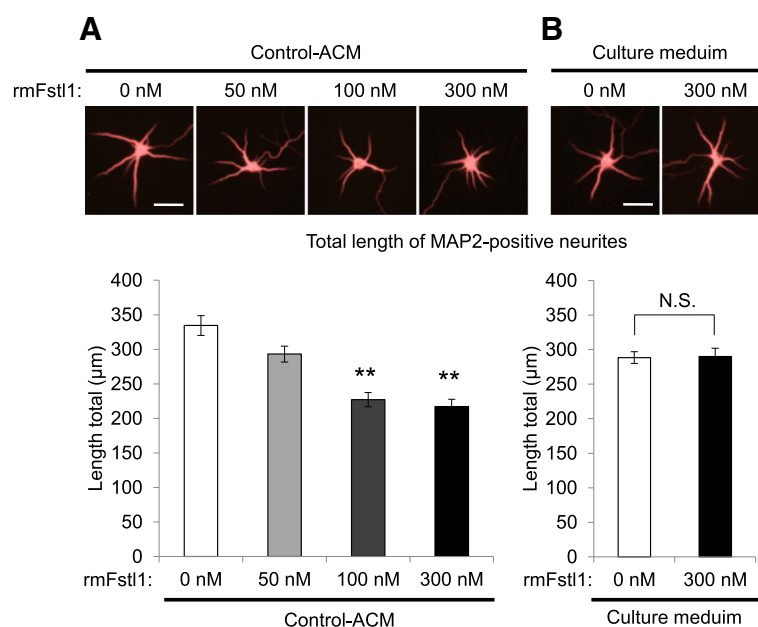 A
B
Control-ACM
Culture meduim
rmFstl1: 0 nM 50 nM 100 nM 300 nM
0 nM 300 nM
Total length of MAP2-positive neurites
Length total (μm)
400
350
300
250
200
150
100
50
0
**
**
rmFstl1: 0 nM 50 nM 100 nM 300 nM
Control-ACM
Length total (μm)
400
350
300
250
200
150
100
50
0
N.S.
rmFstl1: 0 nM 300 nM
Culture meduim